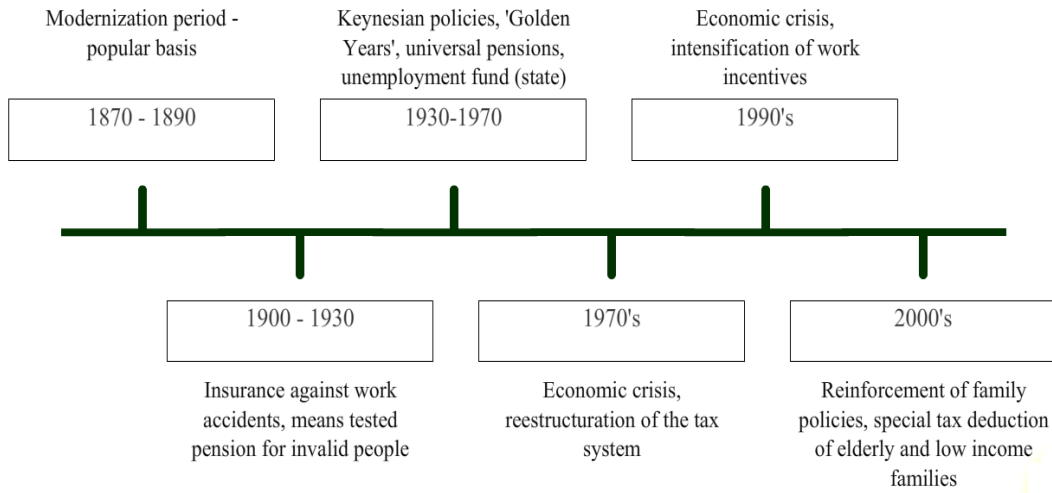 Modernization period -
popular basis
1870 - 1890
Keynesian policies, 'Golden
Years', universal pensions,
unemployment fund (state)
1930-1970
Economic crisis,
intensification of work
incentives
1990's
1900 - 1930
Insurance against work
accidents, means tested
pension for invalid people
1970's
Economic crisis,
reestructuration of the tax
system
2000's
Reinforcement of family
policies, special tax deduction
of elderly and low income
families